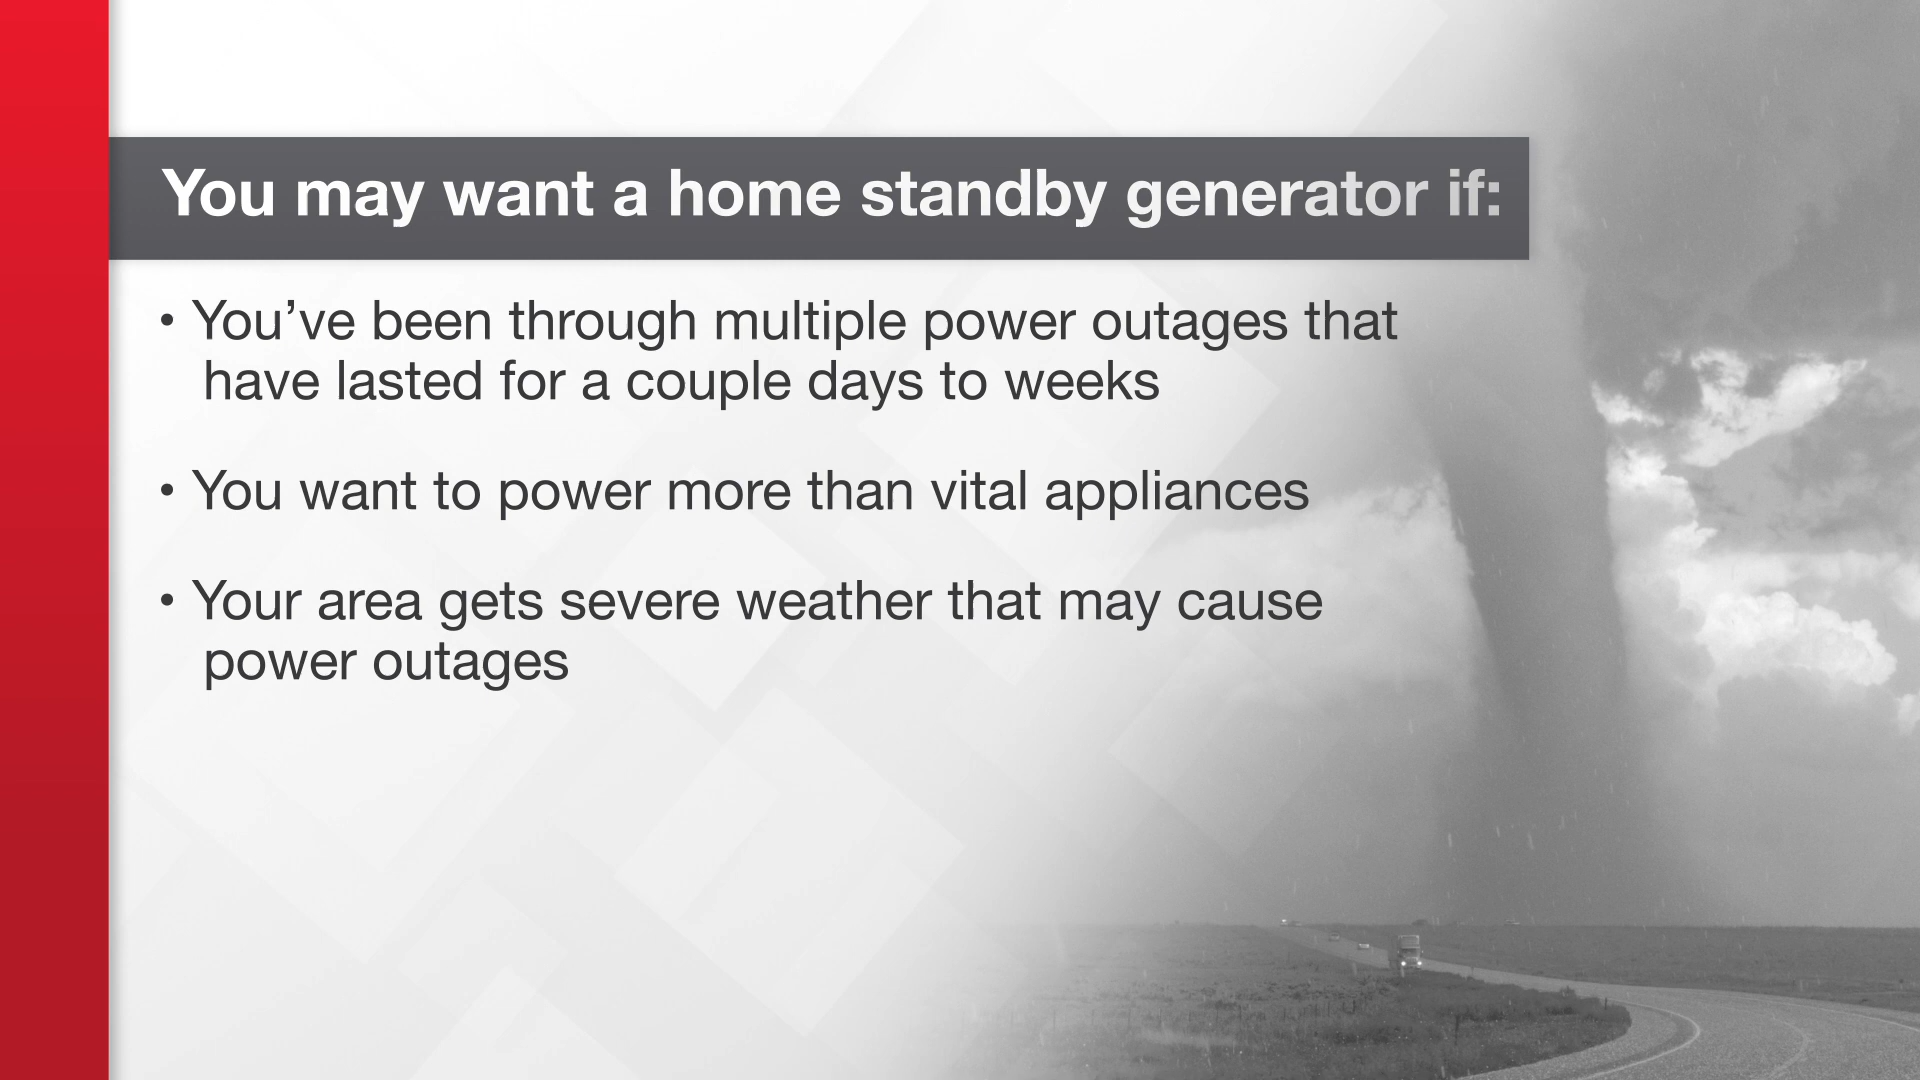 You may want a home standby generator if:
• You’ve been through multiple power outages that
have lasted for a couple days to weeks
• You want to power more than vital appliances
• Your area gets severe weather that may cause
power outages